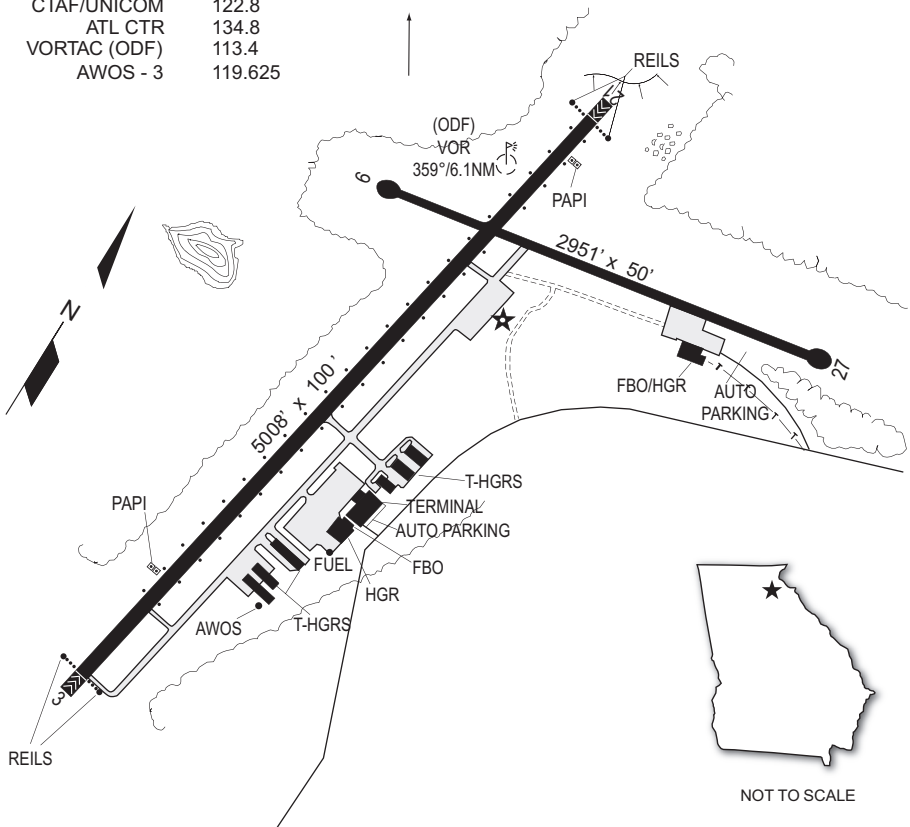 CTAF/UNICOM 122.8
ATL CTR 134.8
VORTAC (ODF) 113.4
AWOS - 3 119.625
REILS
(ODF)
VOR
359°/6.1NM
PAPI
9
2951' x 50'
N
27
FBO/HGR
AUTO
PARKING
5008' x 100'
T-HGRS
TERMINAL
AUTO PARKING
PAPI
FUEL
FBO
HGR
T-HGRS
AWOS
3
REILS
NOT TO SCALE